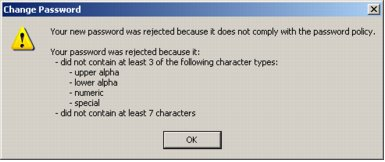 Change Password
Your new password was rejected because it does not comply with the password policy.
Your password was rejected because it:
- did not contain at least 3 of the following character types:
- upper alpha
- lower alpha
- numeric
- special
- did not contain at least 7 characters
OK